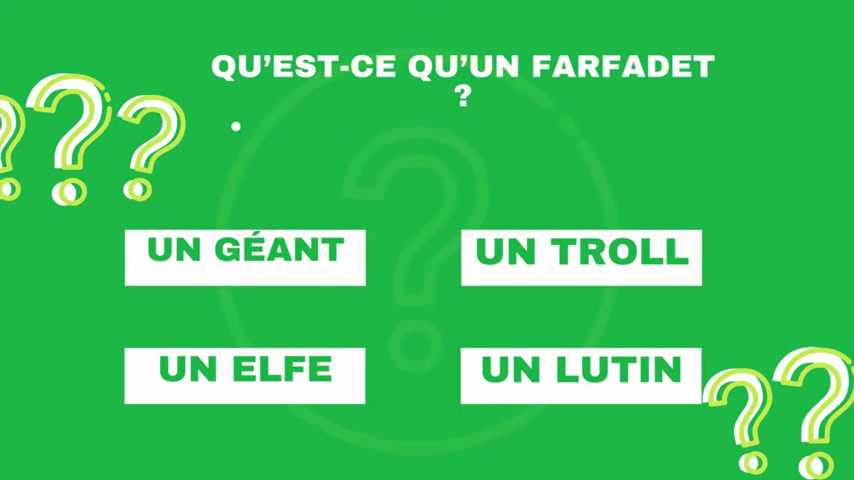 QU’EST-CE QU’UN FARFADET
?
UN GÉANT
UN TROLL
UN ELFE
UN LUTIN